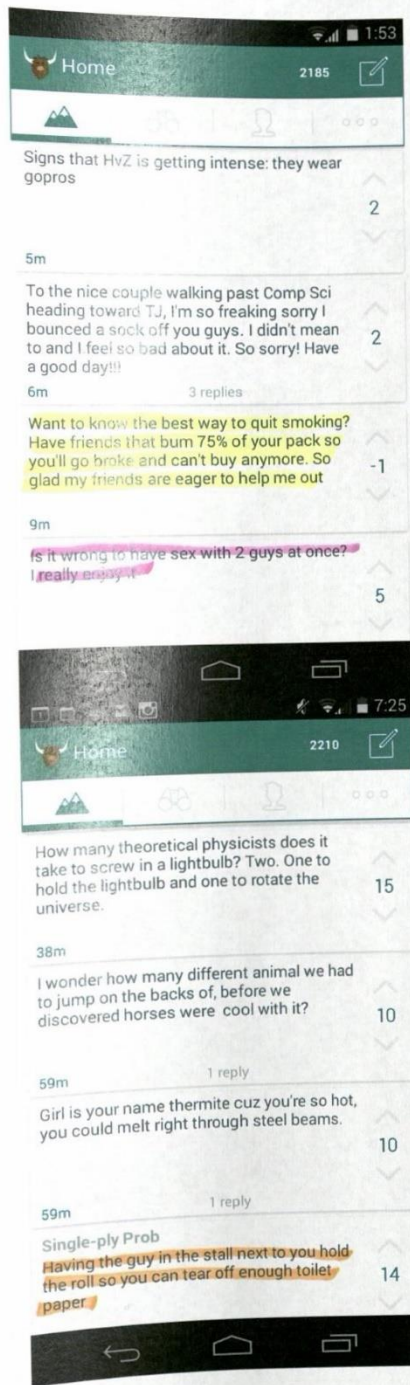 1:53
Home
2185
Signs that HvZ is getting intense: they wear
gopros
2
5m
To the nice couple walking past Comp Sci
heading toward TJ, I'm so freaking sorry I
bounced a sock off you guys. I didn't mean
to and I feel so bad about it. So sorry! Have
a good day!!!
2
6m
3 replies
Want to know the best way to quit smoking?
Have friends that bum 75% of your pack so
you'll go broke and can't buy anymore. So
glad my friends are eager to help me out
-1
9m
Is it wrong to have sex with 2 guys at once?
I really enjoy it
5
7:25
Home
2210
How many theoretical physicists does it
take to screw in a lightbulb? Two. One to
hold the lightbulb and one to rotate the
universe.
15
38m
I wonder how many different animal we had
to jump on the backs of, before we
discovered horses were cool with it?
10
59m
1 reply
Girl is your name thermite cuz you're so hot,
you could melt right through steel beams.
10
59m
1 reply
Single-ply Prob
Having the guy in the stall next to you hold
the roll so you can tear off enough toilet
paper
14